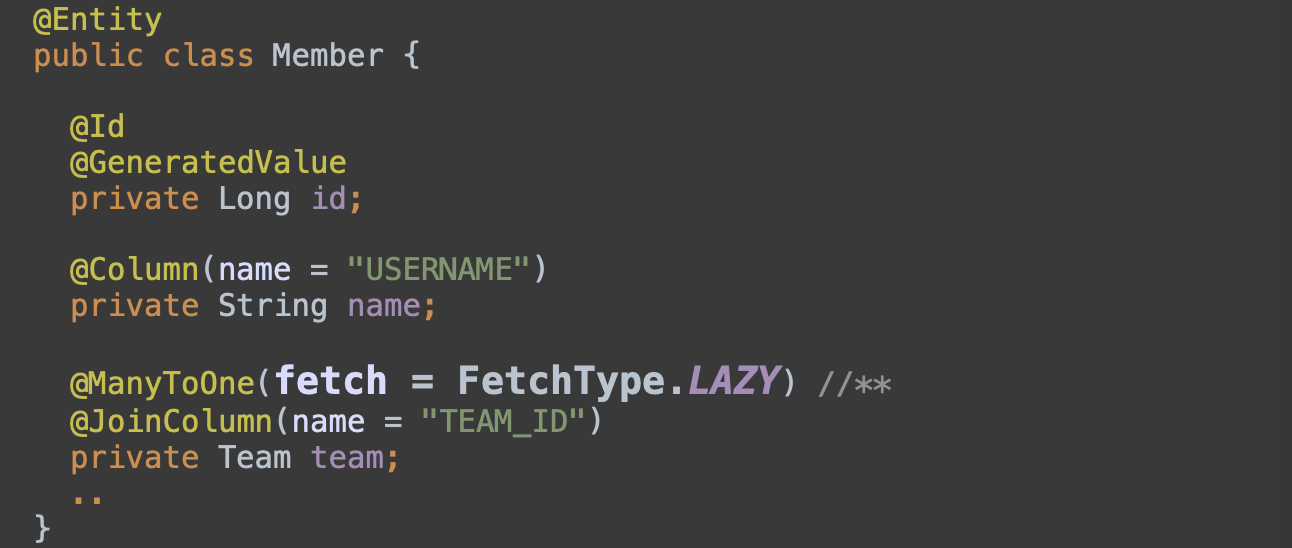 @Entity
public class Member {
@Id
@GeneratedValue
private Long id;
@Column(name = "USERNAME")
private String name;
@ManyToOne(fetch = FetchType.LAZY) //**
@JoinColumn(name = "TEAM_ID")
private Team team;
..
}